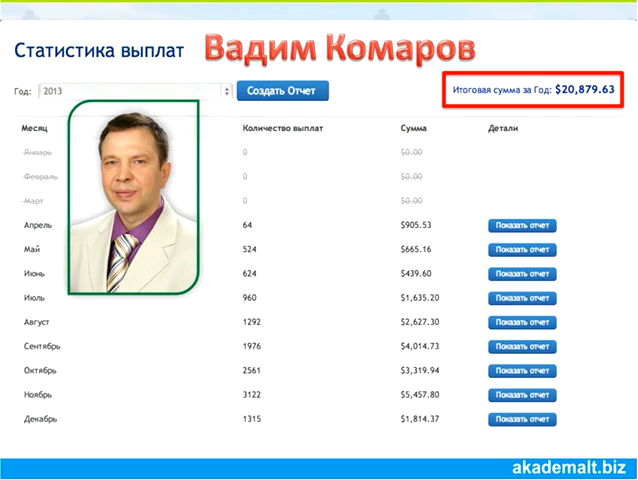 Статистика выплат Вадим Комаров
Год: 2013 Создать Отчет Итоговая сумма за Год: $20,879.63
Месяц Количество выплат Сумма Детали
Январь 0 $0.00
Февраль 0 $0.00
Март 0 $0.00
Апрель 64 $905.53 Показать отчет
Май 524 $665.16 Показать отчет
Июнь 624 $439.60 Показать отчет
Июль 960 $1,635.20 Показать отчет
Август 1292 $2,627.30 Показать отчет
Сентябрь 1976 $4,014.73 Показать отчет
Октябрь 2561 $3,319.94 Показать отчет
Ноябрь 3122 $5,457.80 Показать отчет
Декабрь 1315 $1,814.37 Показать отчет
akademalt.biz